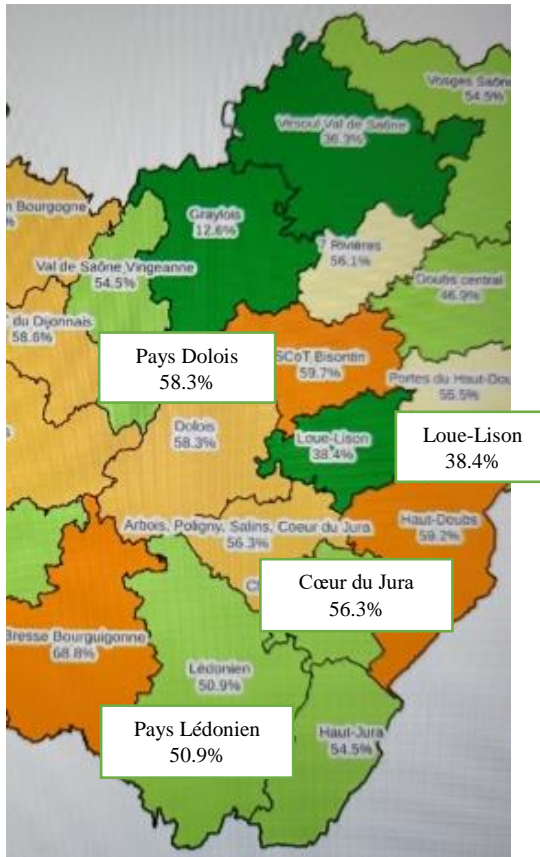 Vosges Saône
54.5%
Vesoul Val de Saône
36.3%
n Bourgogne
%
Graylois
12.6%
7 Rivières
56.1%
Val de Saône Vingeanne
54.5%
Doubs central
46.9%
du Dijonnais
58.6%
Pays Dolois
58.3%
SCoT Bisontin
59.7%
Portes du Haut-Dou
55.5%
Dolois
58.3%
Loue-Lison
38.4%
Loue-Lison
38.4%
Arbois, Poligny, Salins, Coeur du Jura
56.3%
Haut-Doubs
59.2%
Cœur du Jura
56.3%
Bresse Bourguigonne
68.8%
Lédonien
50.9%
Pays Lédonien
50.9%
Haut-Jura
54.5%